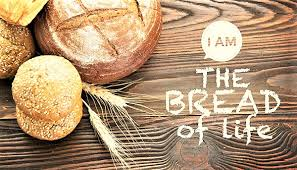 I AM
THE
BREAD
of life